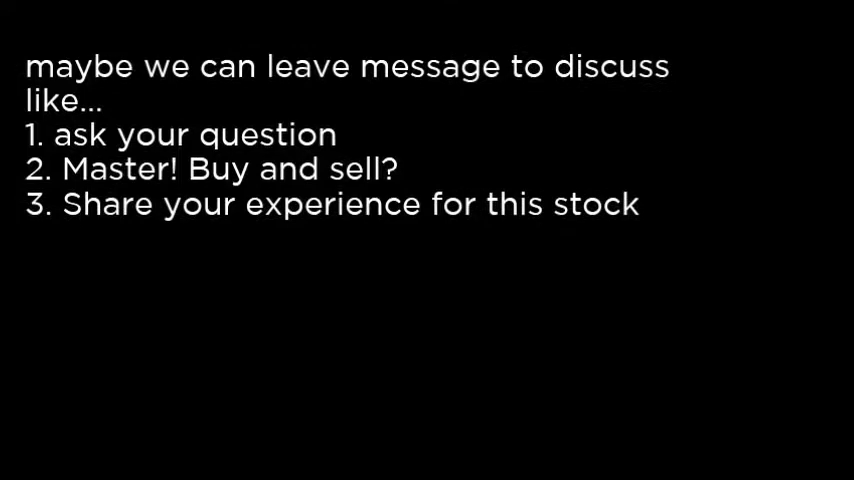 maybe we can leave message to discuss
like...
1. ask your question
2. Master! Buy and sell?
3. Share your experience for this stock